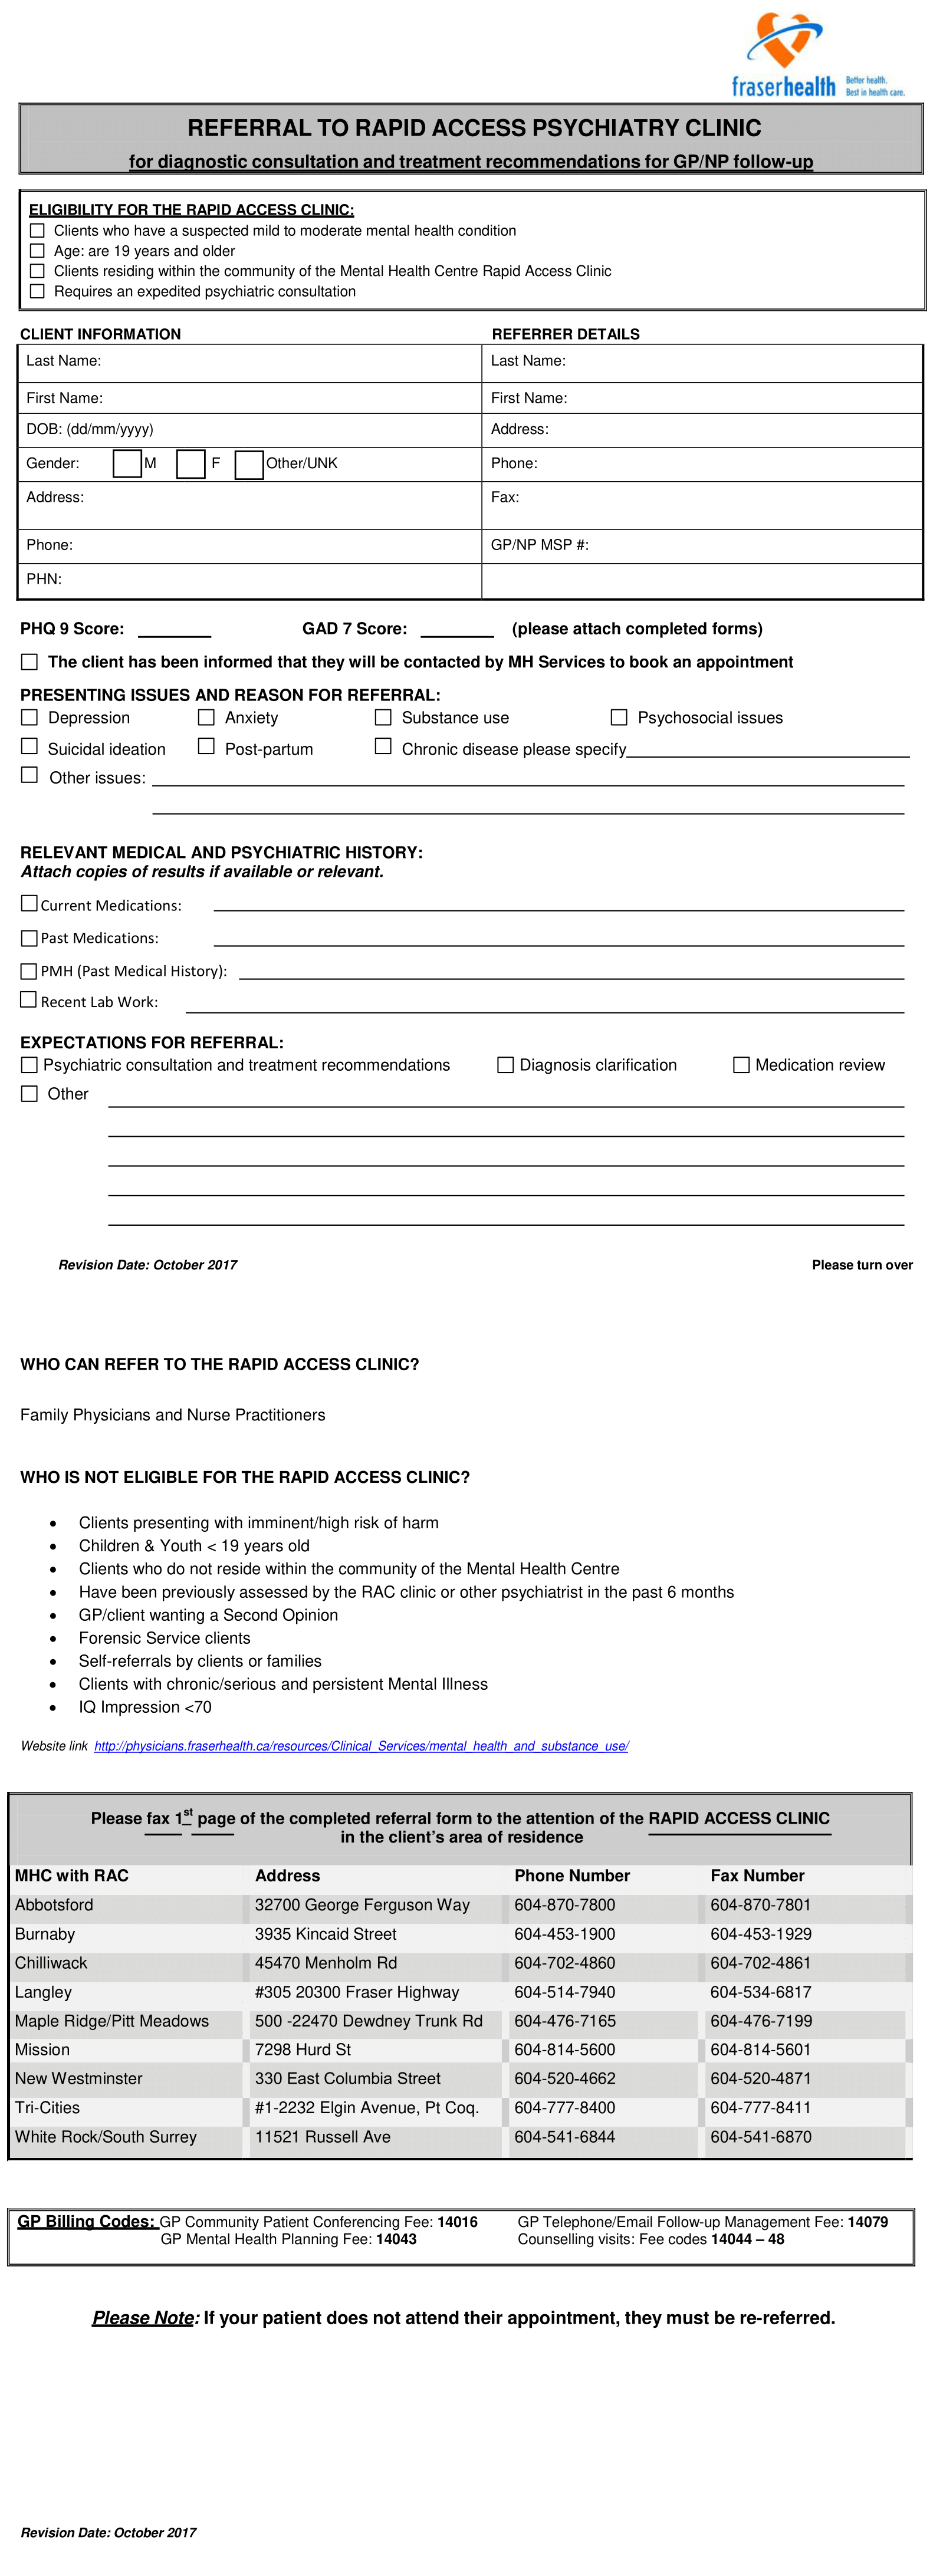 fraserhealth
Better health.
Best in health care.
REFERRAL TO RAPID ACCESS PSYCHIATRY CLINIC
for diagnostic consultation and treatment recommendations for GP/NP follow-up
ELIGIBILITY FOR THE RAPID ACCESS CLINIC:
☐ Clients who have a suspected mild to moderate mental health condition
☐ Age: are 19 years and older
☐ Clients residing within the community of the Mental Health Centre Rapid Access Clinic
☐ Requires an expedited psychiatric consultation
CLIENT INFORMATION REFERRER DETAILS
Last Name: Last Name:
First Name: First Name:
DOB: (dd/mm/yyyy) Address:
Gender: ☐ M ☐ F ☐ Other/UNK Phone:
Address: Fax:
Phone: GP/NP MSP #:
PHN:
PHQ 9 Score: ________ GAD 7 Score: ________ (please attach completed forms)
☐ The client has been informed that they will be contacted by MH Services to book an appointment
PRESENTING ISSUES AND REASON FOR REFERRAL:
☐ Depression ☐ Anxiety ☐ Substance use ☐ Psychosocial issues
☐ Suicidal ideation ☐ Post-partum ☐ Chronic disease please specify
☐ Other issues:
RELEVANT MEDICAL AND PSYCHIATRIC HISTORY:
Attach copies of results if available or relevant.
☐ Current Medications:
☐ Past Medications:
☐ PMH (Past Medical History):
☐ Recent Lab Work:
EXPECTATIONS FOR REFERRAL:
☐ Psychiatric consultation and treatment recommendations ☐ Diagnosis clarification ☐ Medication review
☐ Other
Revision Date: October 2017 Please turn over
WHO CAN REFER TO THE RAPID ACCESS CLINIC?
Family Physicians and Nurse Practitioners
WHO IS NOT ELIGIBLE FOR THE RAPID ACCESS CLINIC?
• Clients presenting with imminent/high risk of harm
• Children & Youth < 19 years old
• Clients who do not reside within the community of the Mental Health Centre
• Have been previously assessed by the RAC clinic or other psychiatrist in the past 6 months
• GP/client wanting a Second Opinion
• Forensic Service clients
• Self-referrals by clients or families
• Clients with chronic/serious and persistent Mental Illness
• IQ Impression <70
Website link http://physicians.fraserhealth.ca/resources/Clinical_Services/mental_health_and_substance_use/
Please fax 1st page of the completed referral form to the attention of the RAPID ACCESS CLINIC
in the client's area of residence
MHC with RAC Address Phone Number Fax Number
Abbotsford 32700 George Ferguson Way 604-870-7800 604-870-7801
Burnaby 3935 Kincaid Street 604-453-1900 604-453-1929
Chilliwack 45470 Menholm Rd 604-702-4860 604-702-4861
Langley #305 20300 Fraser Highway 604-514-7940 604-534-6817
Maple Ridge/Pitt Meadows 500 -22470 Dewdney Trunk Rd 604-476-7165 604-476-7199
Mission 7298 Hurd St 604-814-5600 604-814-5601
New Westminster 330 East Columbia Street 604-520-4662 604-520-4871
Tri-Cities #1-2232 Elgin Avenue, Pt Coq. 604-777-8400 604-777-8411
White Rock/South Surrey 11521 Russell Ave 604-541-6844 604-541-6870
GP Billing Codes: GP Community Patient Conferencing Fee: 14016 GP Telephone/Email Follow-up Management Fee: 14079
GP Mental Health Planning Fee: 14043 Counselling visits: Fee codes 14044 – 48
Please Note: If your patient does not attend their appointment, they must be re-referred.
Revision Date: October 2017